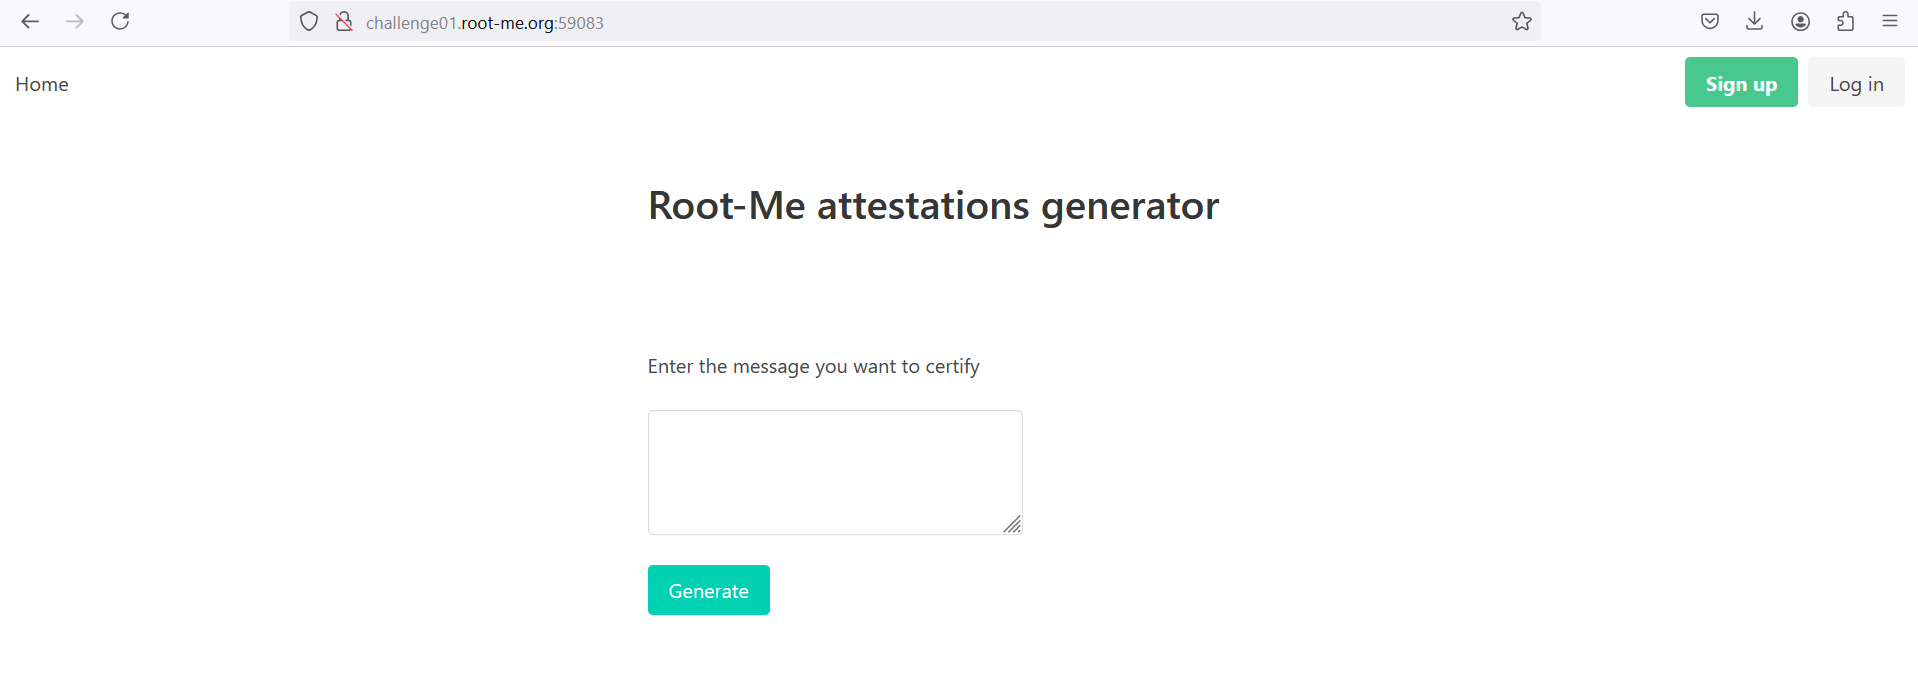 challenge01.root-me.org:59083
Home
Sign up
Log in
Root-Me attestations generator
Enter the message you want to certify
Generate